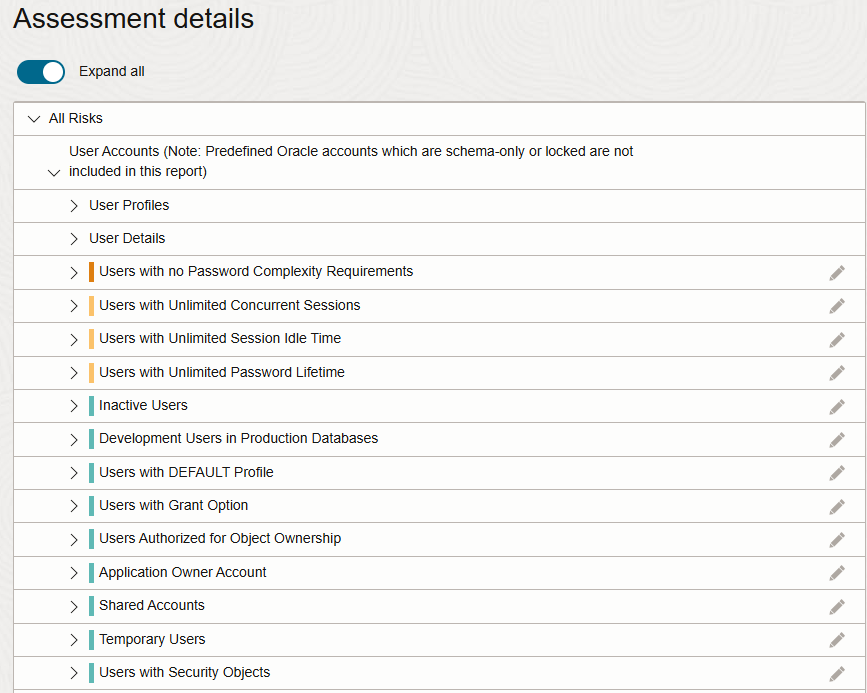 Assessment details
Expand all
All Risks
User Accounts (Note: Predefined Oracle accounts which are schema-only or locked are not
included in this report)
User Profiles
User Details
Users with no Password Complexity Requirements
Users with Unlimited Concurrent Sessions
Users with Unlimited Session Idle Time
Users with Unlimited Password Lifetime
Inactive Users
Development Users in Production Databases
Users with DEFAULT Profile
Users with Grant Option
Users Authorized for Object Ownership
Application Owner Account
Shared Accounts
Temporary Users
Users with Security Objects